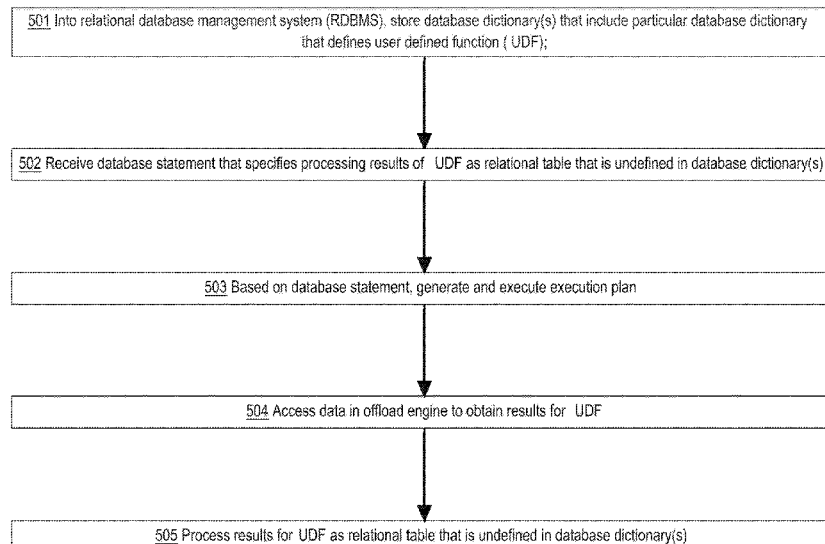 501 Into relational database management system (RDBMS), store database dictionary(s) that include particular database dictionary
that defines user defined function ( UDF);
502 Receive database statement that specifies processing results of UDF as relational table that is undefined in database dictionary(s)
503 Based on database statement, generate and execute execution plan
504 Access data in offload engine to obtain results for UDF
505 Process results for UDF as relational table that is undefined in database dictionary(s)